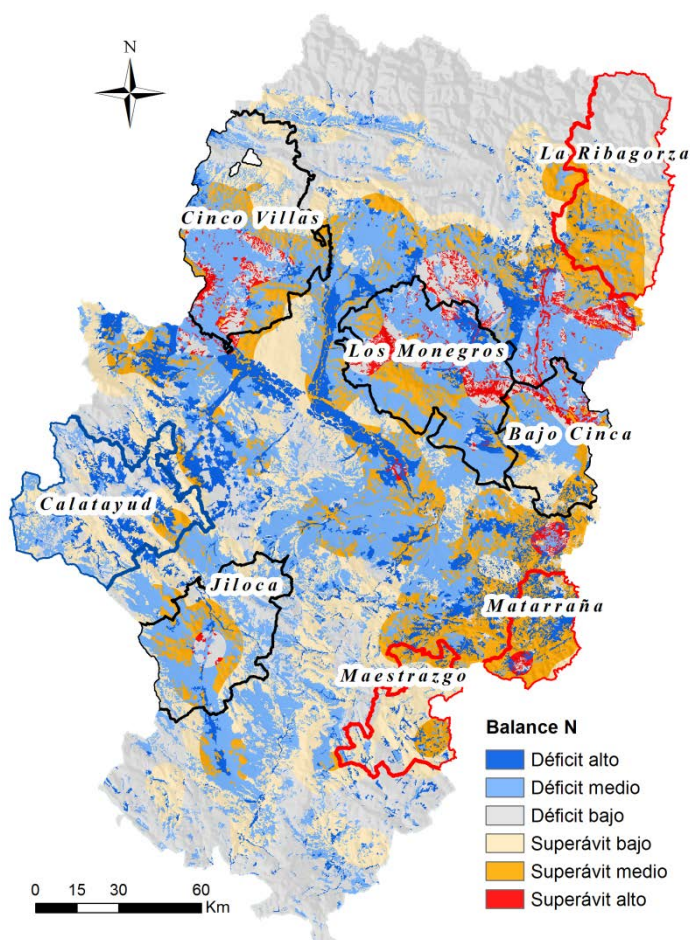 N
La Ribagorza
Cinco Villas
Los Monegros
Bajo Cinca
Calatayud
Jiloca
Matarraña
Maestrazgo
Balance N
Déficit alto
Déficit medio
Déficit bajo
Superávit bajo
Superávit medio
Superávit alto
0 15 30 60
Km